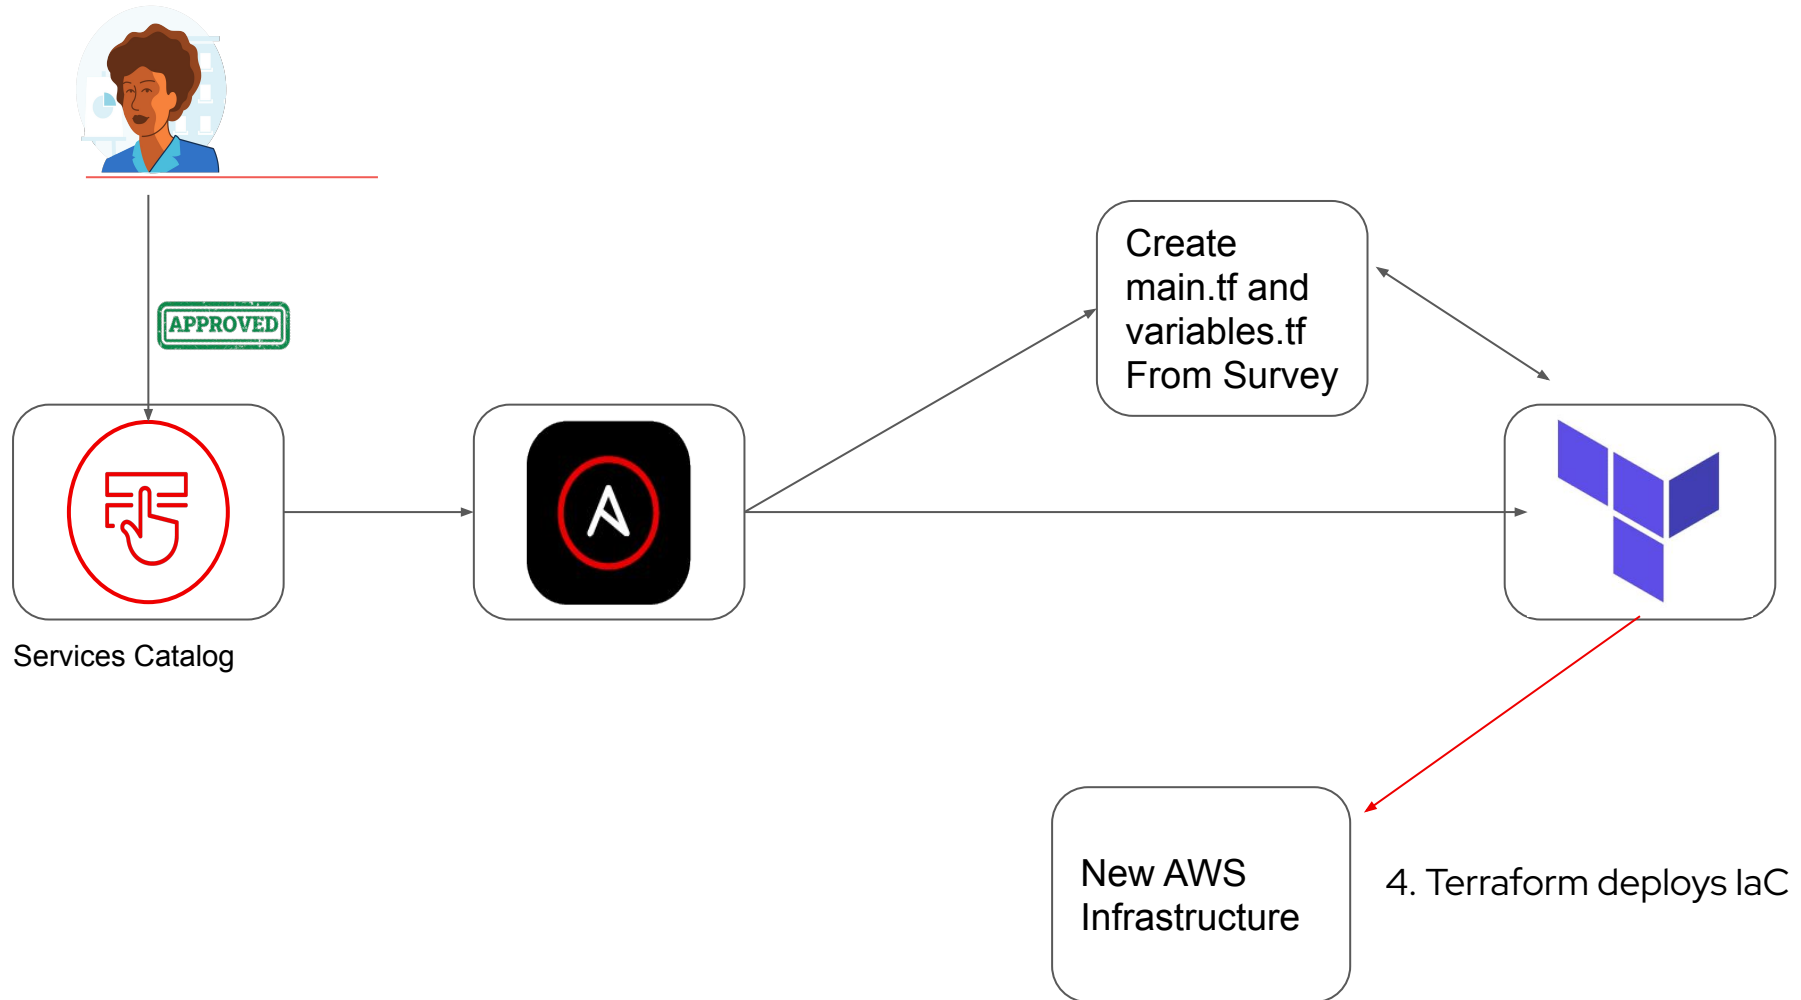 APPROVED
Create
main.tf and
variables.tf
From Survey
Services Catalog
New AWS
Infrastructure
4. Terraform deploys IaC